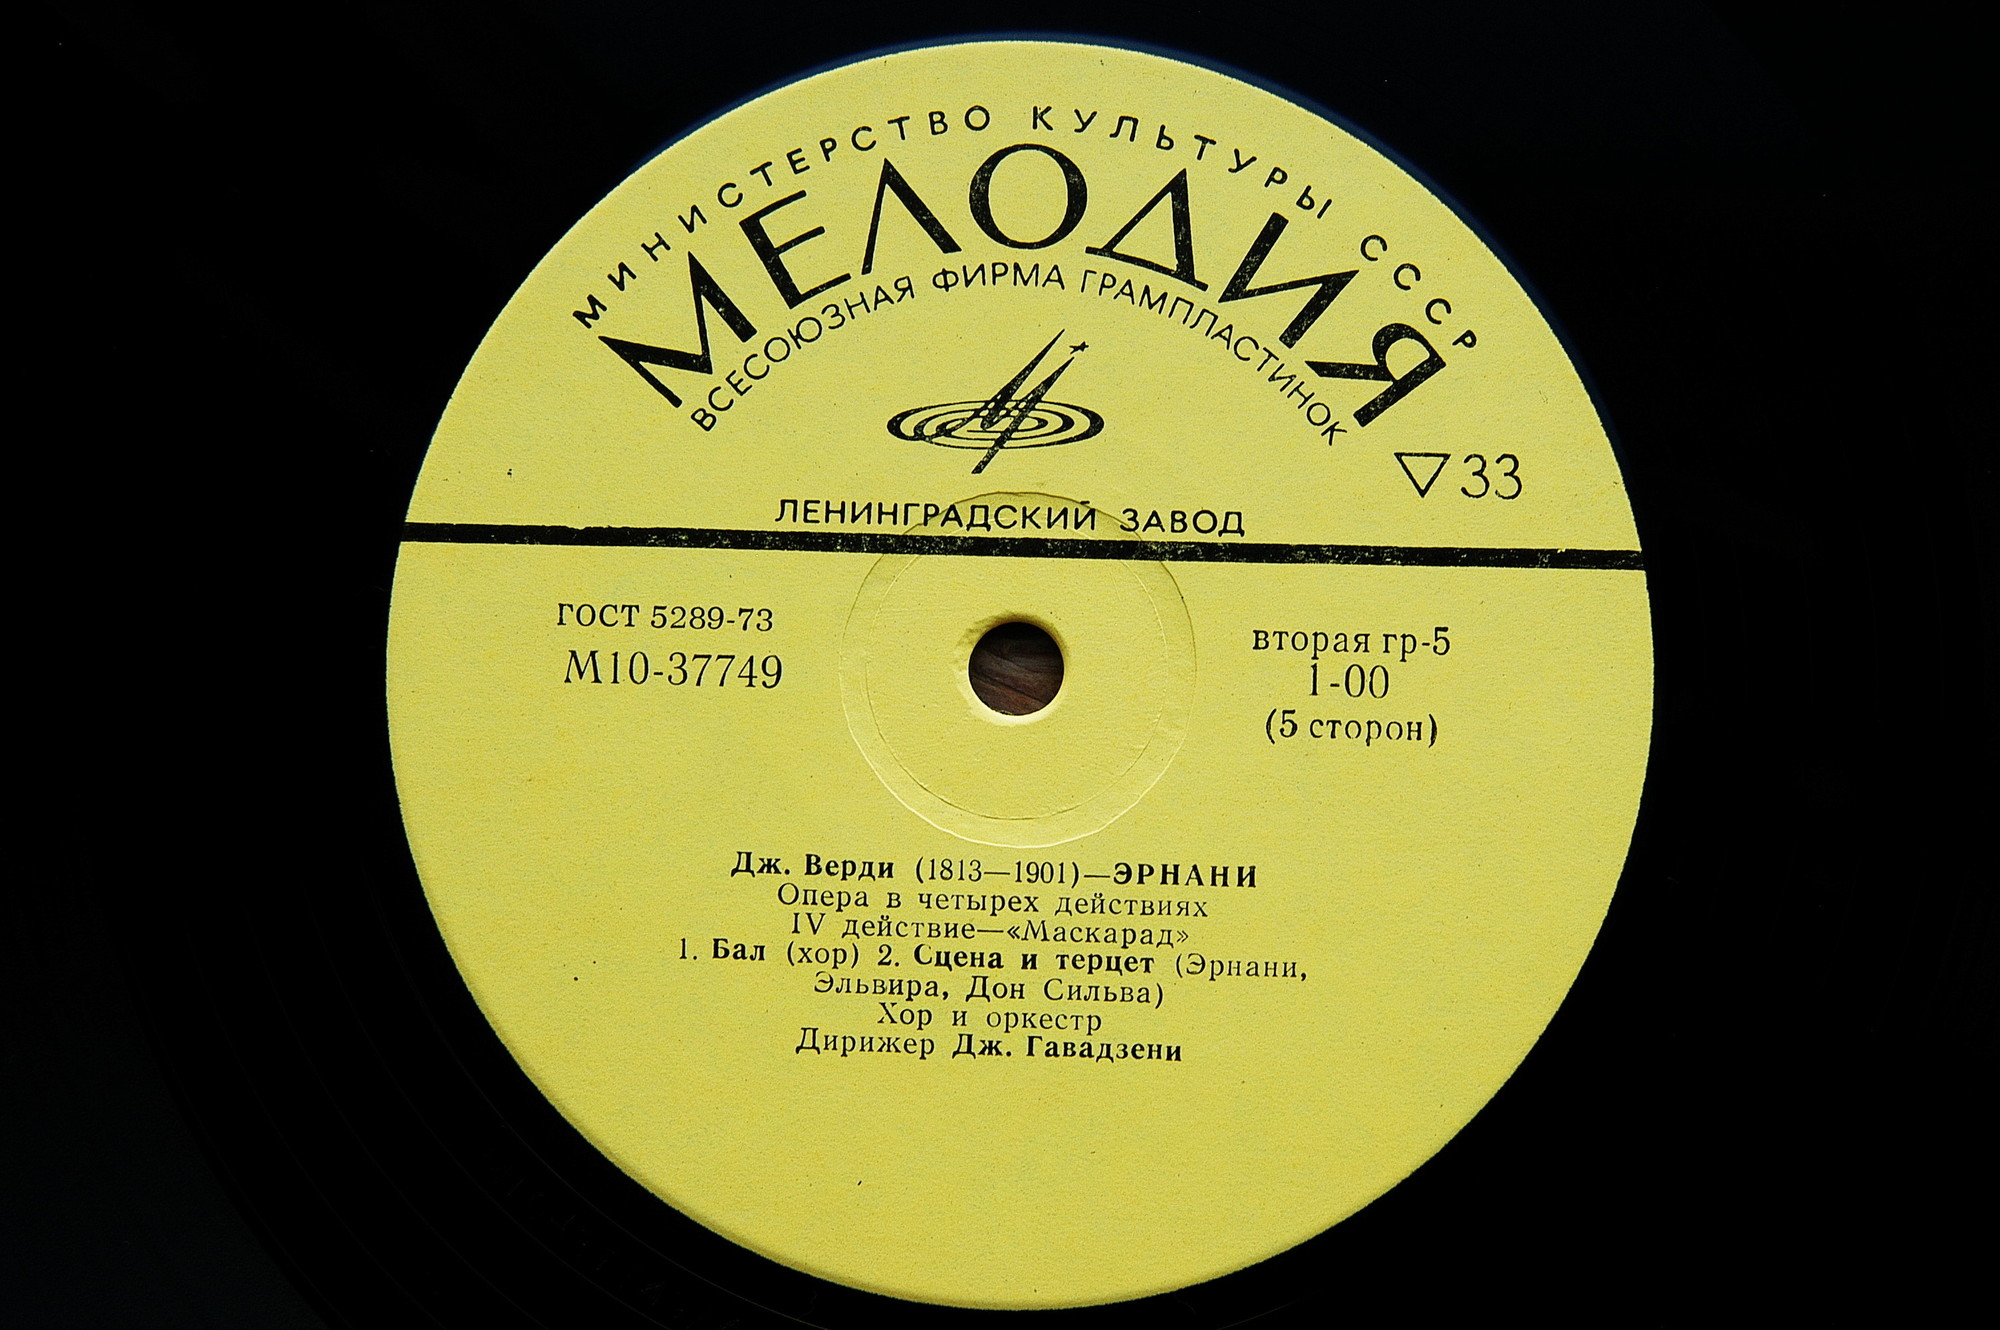 МИНИСТЕРСТВО КУЛЬТУРЫ СССР
МЕЛОДИЯ
ВСЕСОЮЗНАЯ ФИРМА ГРАМПЛАСТИНОК
33
ЛЕНИНГРАДСКИЙ ЗАВОД
ГОСТ 5289-73
М10-37749
вторая гр-5
1-00
(5 сторон)
Дж. Верди (1813—1901)—ЭРНАНИ
Опера в четырех действиях
IV действие—«Маскарад»
1. Бал (хор) 2. Сцена и терцет (Эрнани,
Эльвира, Дон Сильва)
Хор и оркестр
Дирижер Дж. Гавадзени